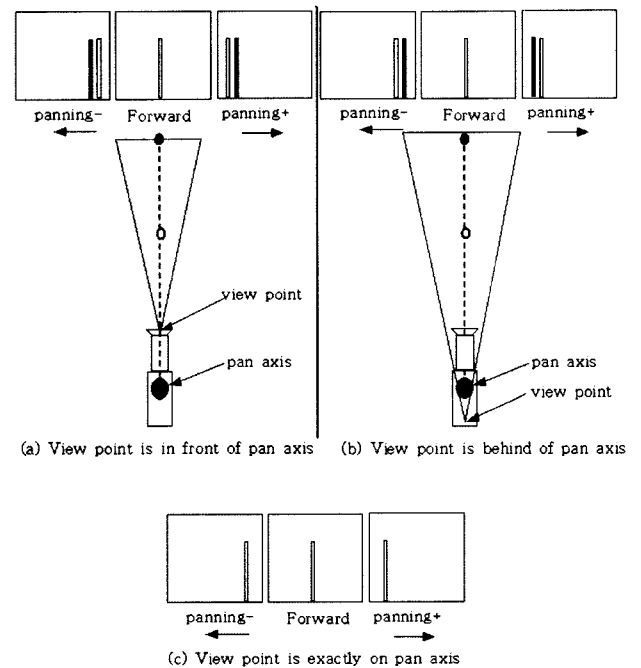 panning- Forward panning+
panning- Forward panning+
view point
pan axis
pan axis
view point
(a) View point is in front of pan axis
(b) View point is behind of pan axis
panning- Forward panning+
(c) View point is exactly on pan axis